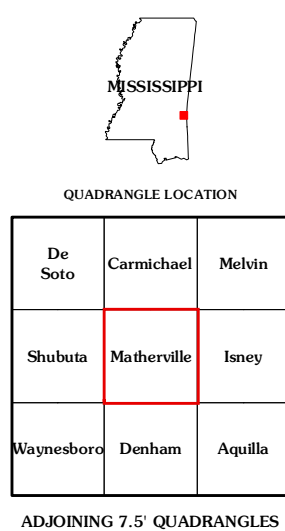 MISSISSIPPI
QUADRANGLE LOCATION
De
Soto
Carmichael
Melvin
Shubuta
Matherville
Isney
Waynesboro
Denham
Aquilla
ADJOINING 7.5' QUADRANGLES